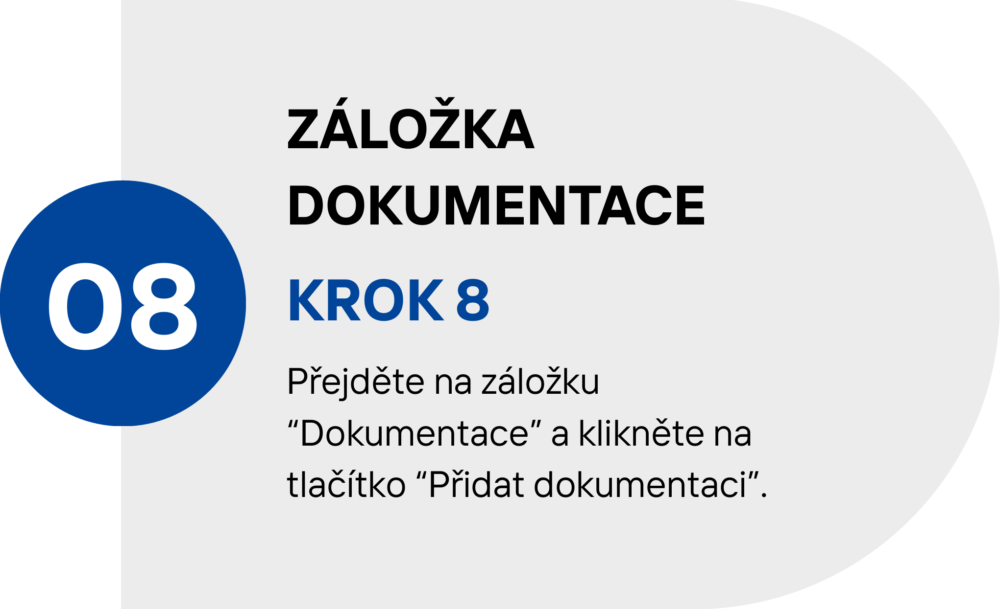 ZÁLOŽKA
DOKUMENTACE
08
KROK 8
Přejděte na záložku
“Dokumentace” a klikněte na
tlačítko “Přidat dokumentaci”.